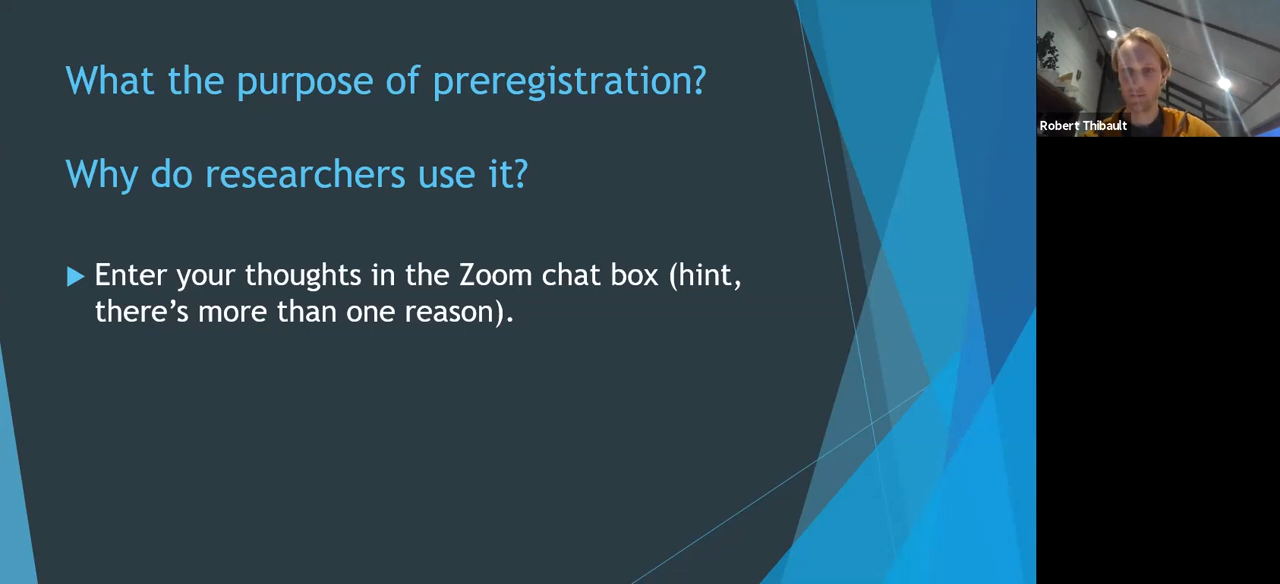 What the purpose of preregistration?
Why do researchers use it?
Enter your thoughts in the Zoom chat box (hint,
there’s more than one reason).
Robert Thibault